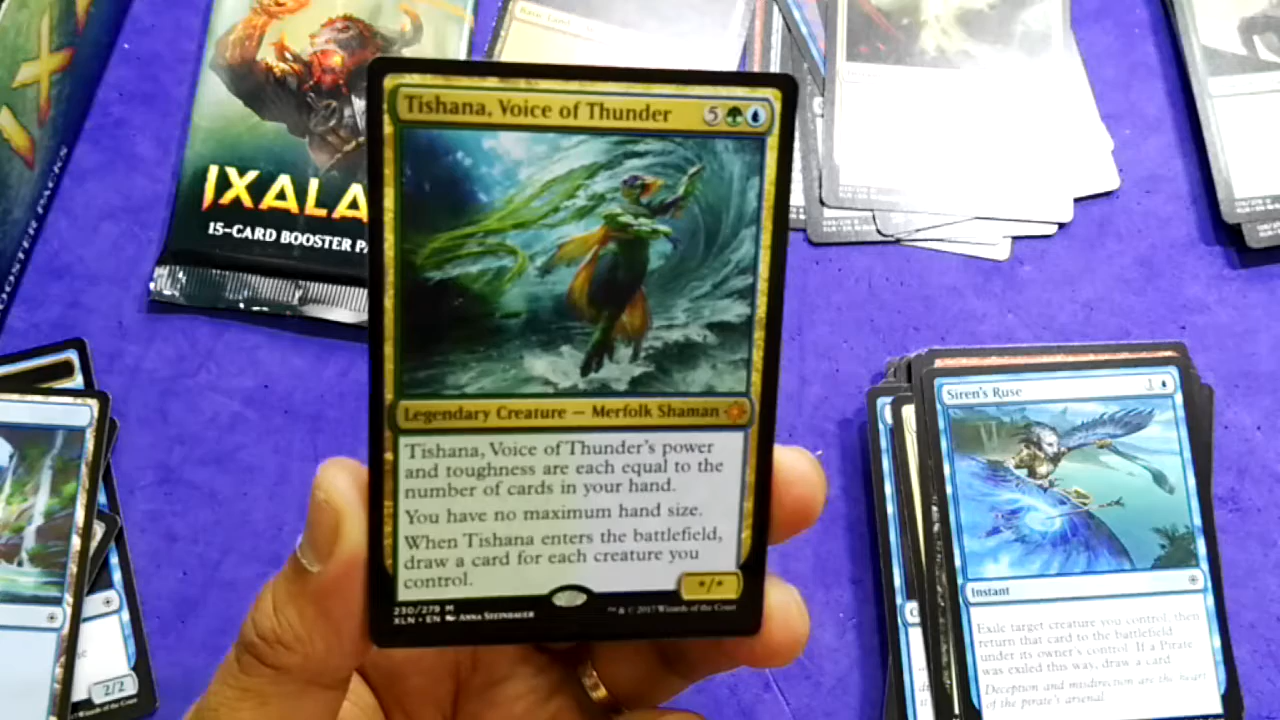 Tishana, Voice of Thunder
5
Legendary Creature — Merfolk Shaman
Tishana, Voice of Thunder's power
and toughness are each equal to the
number of cards in your hand.
You have no maximum hand size.
When Tishana enters the battlefield,
draw a card for each creature you
control.
*/*
230/279 M
XLN • EN ANNA STEINBAUER
™ & © 2017 Wizards of the Coast
IXALA
15-CARD BOOSTER PA
OOSTER PACKS
Siren's Ruse
1
Instant
Exile target creature you control, then
return that card to the battlefield
under its owner's control. If a Pirate
was exiled this way, draw a card.
Deception and misdirection are the heart
of the pirate's arsenal.
2/2